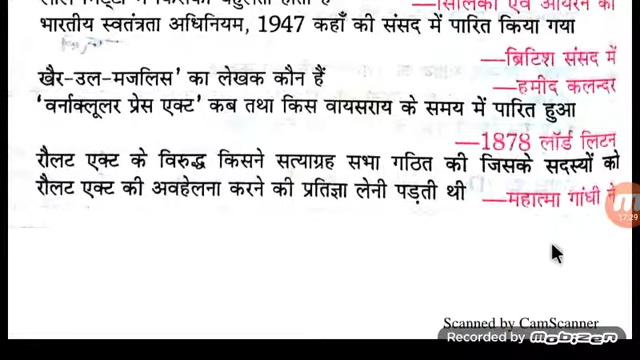 भारतीय स्वतंत्रता अधिनियम, 1947 कहाँ की संसद में पारित किया गया
—ब्रिटिश संसद में
खैर-उल-मजलिस' का लेखक कौन हैं
—हमीद कलन्दर
'वर्नाक्लूलर प्रेस एक्ट' कब तथा किस वायसराय के समय में पारित हुआ
—1878 लॉर्ड लिटन
रौलट एक्ट के विरुद्ध किसने सत्याग्रह सभा गठित की जिसके सदस्यों को
रौलट एक्ट की अवहेलना करने की प्रतिज्ञा लेनी पड़ती थी —महात्मा गांधी ने
17:29
Scanned by CamScanner
Recorded by MOBIZEN